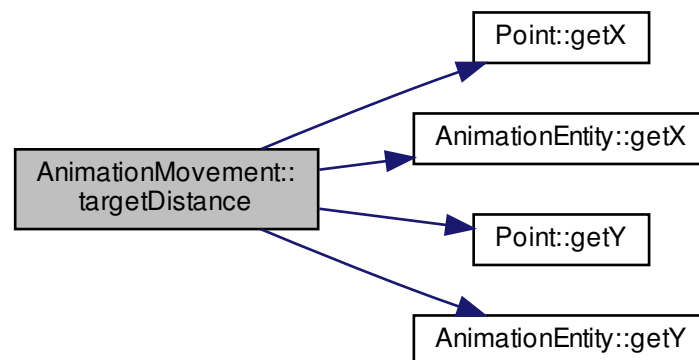 AnimationMovement::
targetDistance
Point::getX
AnimationEntity::getX
Point::getY
AnimationEntity::getY